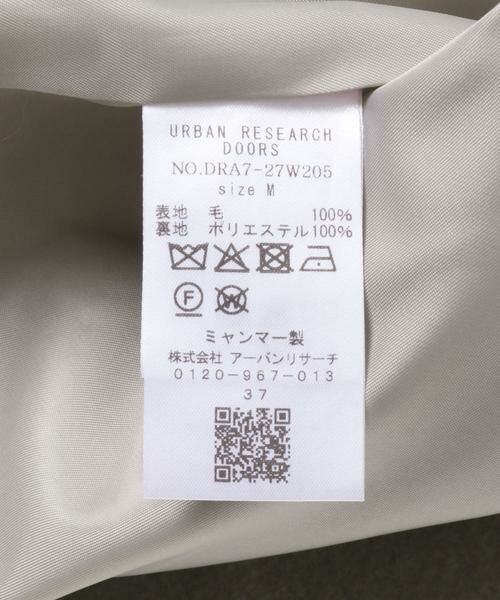 URBAN RESEARCH
DOORS
NO.DRA7-27W205
size M
表地 毛 100%
裏地 ポリエステル100%
F W
ミャンマー製
株式会社 アーバンリサーチ
0120-967-013
37